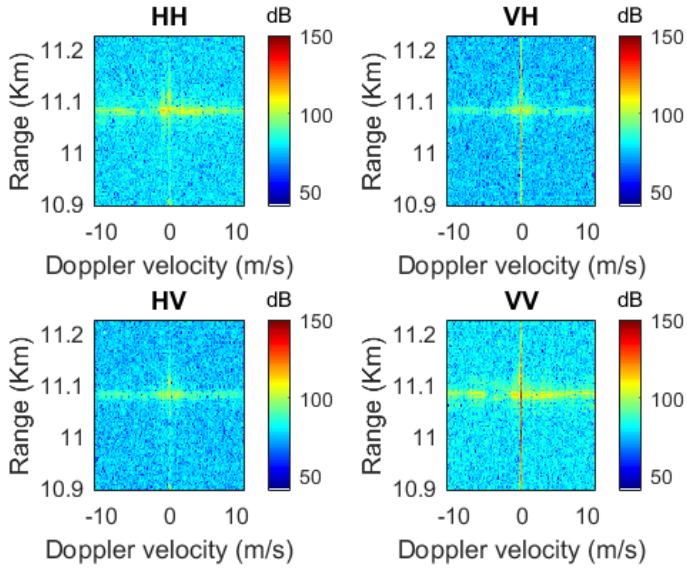 HH dB VH dB
11.2 150 11.2 150
Range (Km) 11.1 100 Range (Km) 11.1 100
11 11
10.9 50 10.9 50
-10 0 10 -10 0 10
Doppler velocity (m/s) Doppler velocity (m/s)
HV dB VV dB
11.2 150 11.2 150
Range (Km) 11.1 100 Range (Km) 11.1 100
11 11
10.9 50 10.9 50
-10 0 10 -10 0 10
Doppler velocity (m/s) Doppler velocity (m/s)